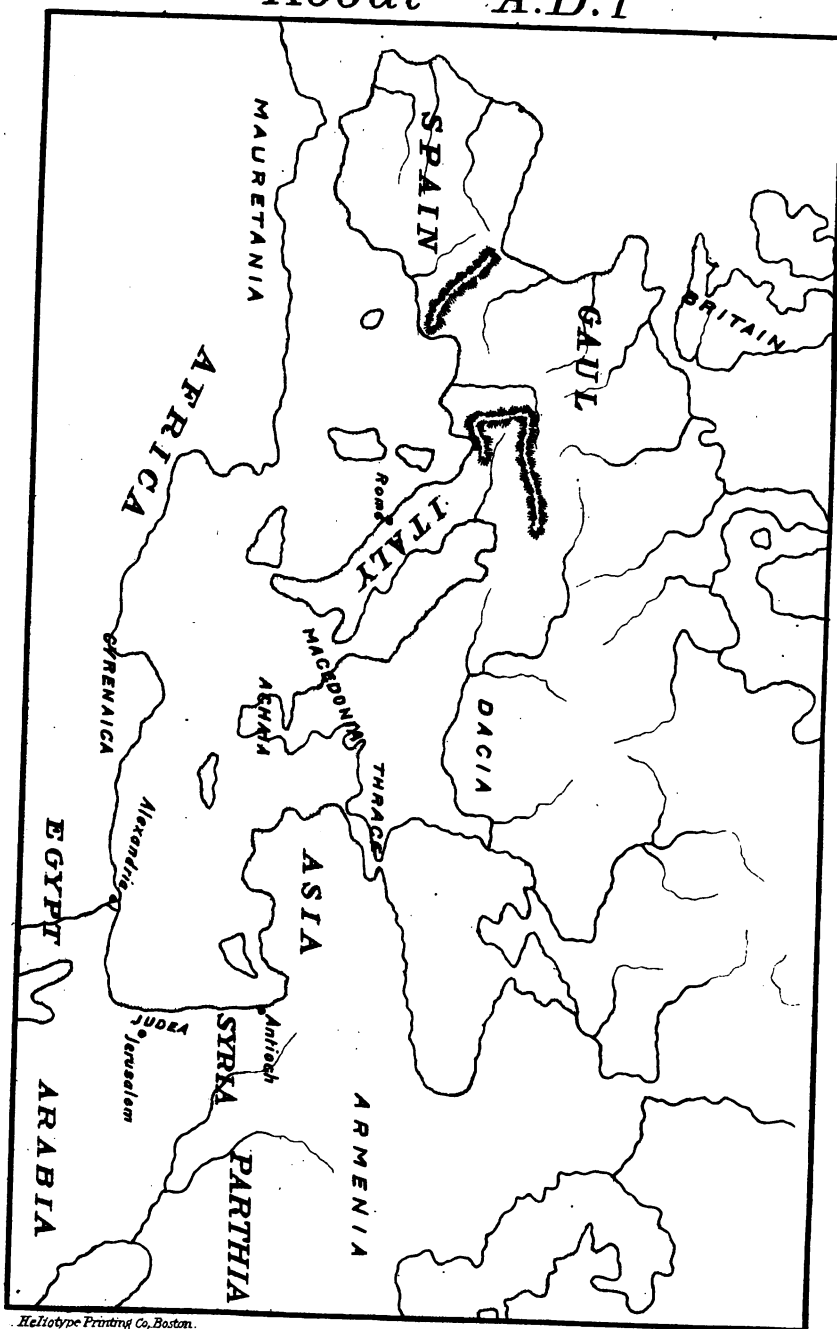 About A.D. 1
BRITAIN
GAUL
SPAIN
MAURETANIA
AFRICA
Rome
ITALY
DACIA
MACEDONIA
THRACE
ACHAIA
CYRENAICA
ASIA
Alexandria
EGYPT
ARMENIA
Antioch
SYRIA
PARTHIA
JUDEA
Jerusalem
ARABIA
Heliotype Printing Co, Boston.